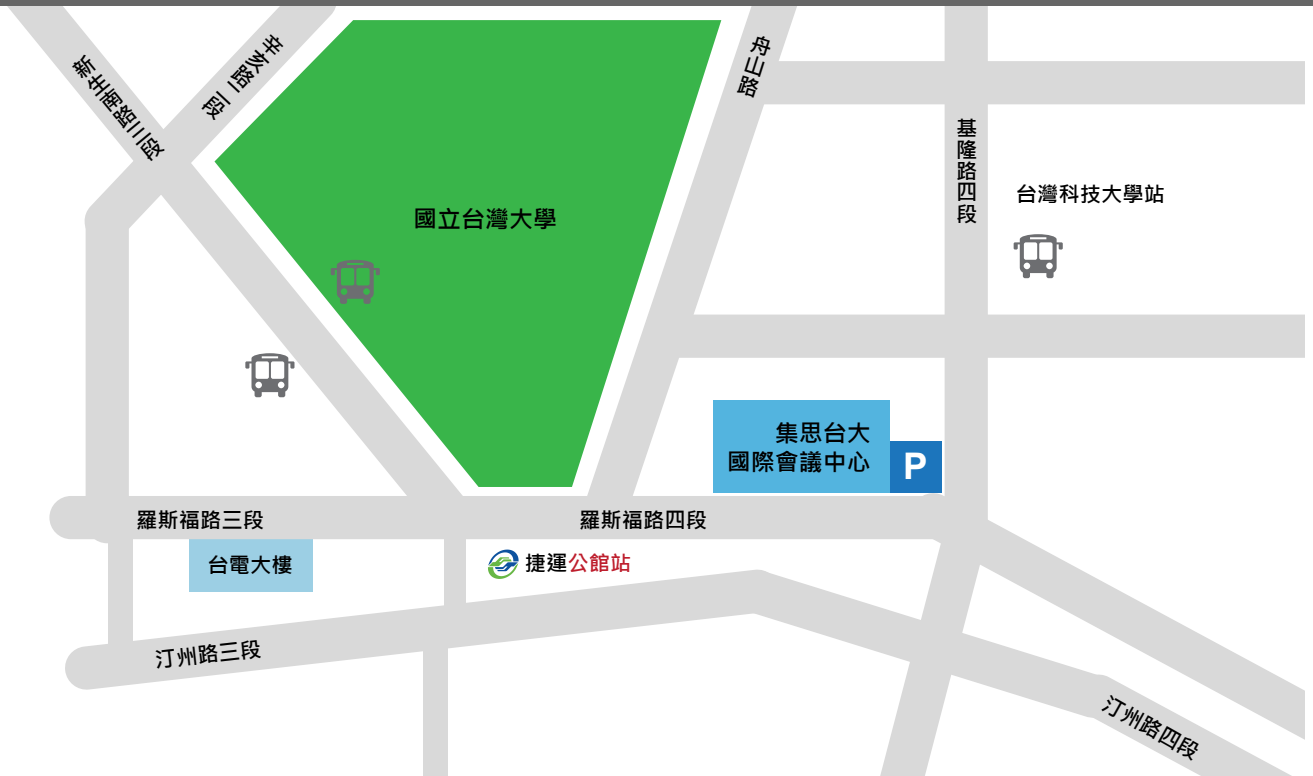 新生南路三段
辛亥路一段
舟山路
基隆路四段
台灣科技大學站
國立台灣大學
集思台大
國際會議中心
P
羅斯福路三段
羅斯福路四段
台電大樓
捷運公館站
汀州路三段
汀州路四段